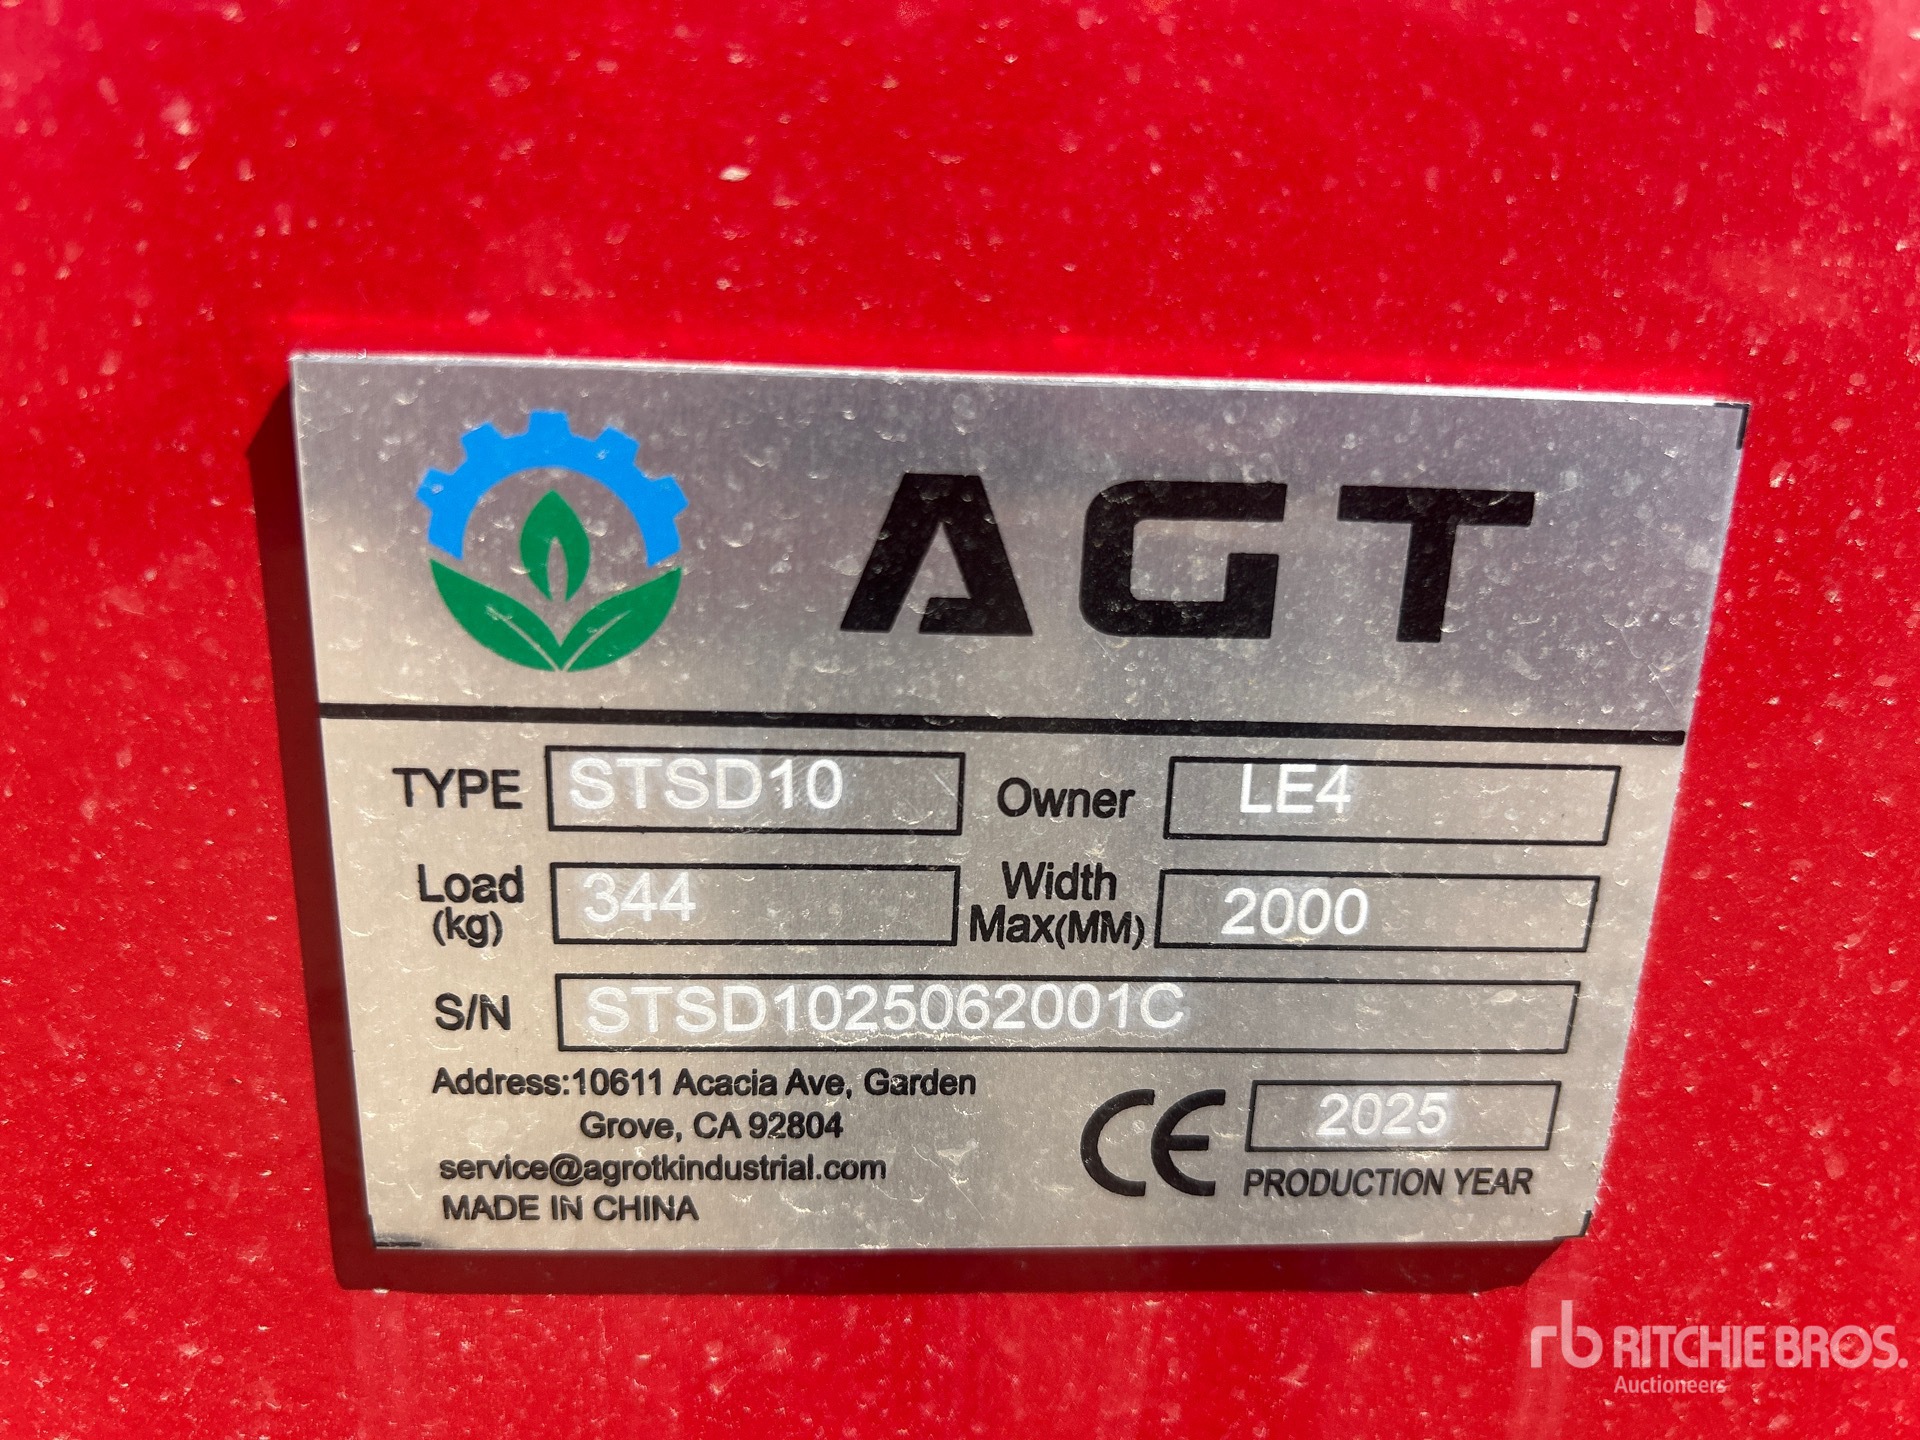 AGT
TYPE STSD10 Owner LE4
Load (kg) 344 Width Max(MM) 2000
S/N STSD1025062001C
Address:10611 Acacia Ave, Garden
Grove, CA 92804
service@agrotkindustrial.com
MADE IN CHINA
CE 2025
PRODUCTION YEAR
rb RITCHIE BROS.
Auctioneers